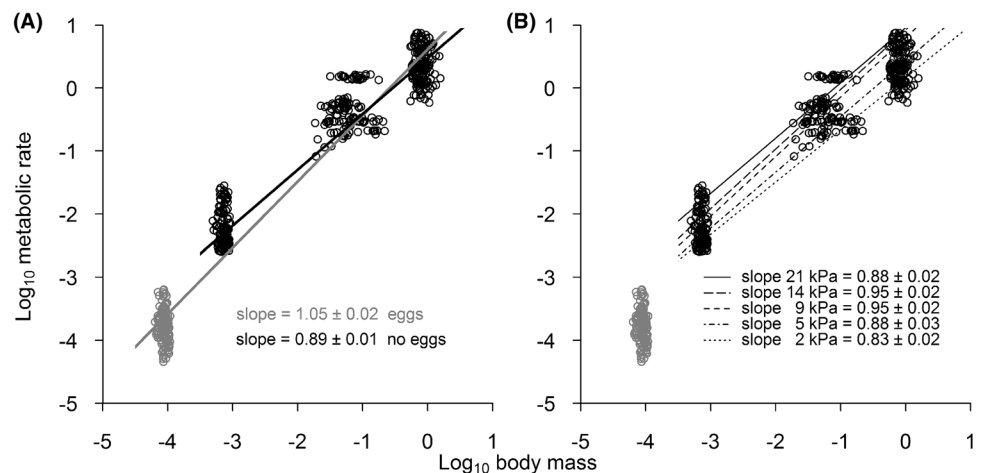 (A)
(B)
Log10 metabolic rate
1
0
-1
-2
-3
-4
-5
slope = 1.05 ± 0.02 eggs
slope = 0.89 ± 0.01 no eggs
-5 -4 -3 -2 -1 0 1
1
0
-1
-2
-3
-4
-5
slope 21 kPa = 0.88 ± 0.02
slope 14 kPa = 0.95 ± 0.02
slope 9 kPa = 0.95 ± 0.02
slope 5 kPa = 0.88 ± 0.03
slope 2 kPa = 0.83 ± 0.02
-5 -4 -3 -2 -1 0 1
Log10 body mass